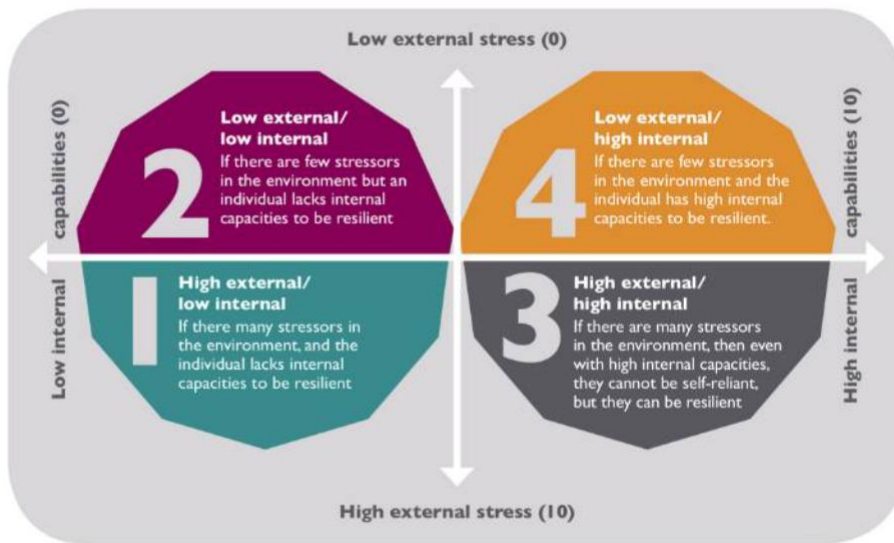 Low external stress (0)
Low internal capabilities (0)
2
Low external/
low internal
If there are few stressors
in the environment but an
individual lacks internal
capacities to be resilient
4
Low external/
high internal
If there are few stressors
in the environment and the
individual has high internal
capacities to be resilient.
High internal capabilities (10)
1
High external/
low internal
If there many stressors in
the environment, and the
individual lacks internal
capacities to be resilient
3
High external/
high internal
If there are many stressors
in the environment, then even
with high internal capacities,
they cannot be self-reliant,
but they can be resilient
High external stress (10)